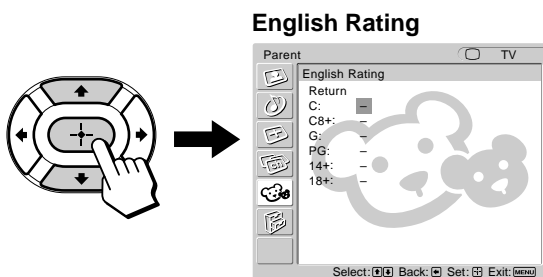 English Rating
Parent TV
English Rating
Return
C: –
C8+: –
G: –
PG: –
14+: –
18+: –
Select: Back: Set: Exit: MENU